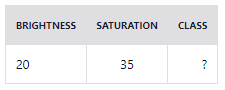 BRIGHTNESS SATURATION CLASS
20 35 ?